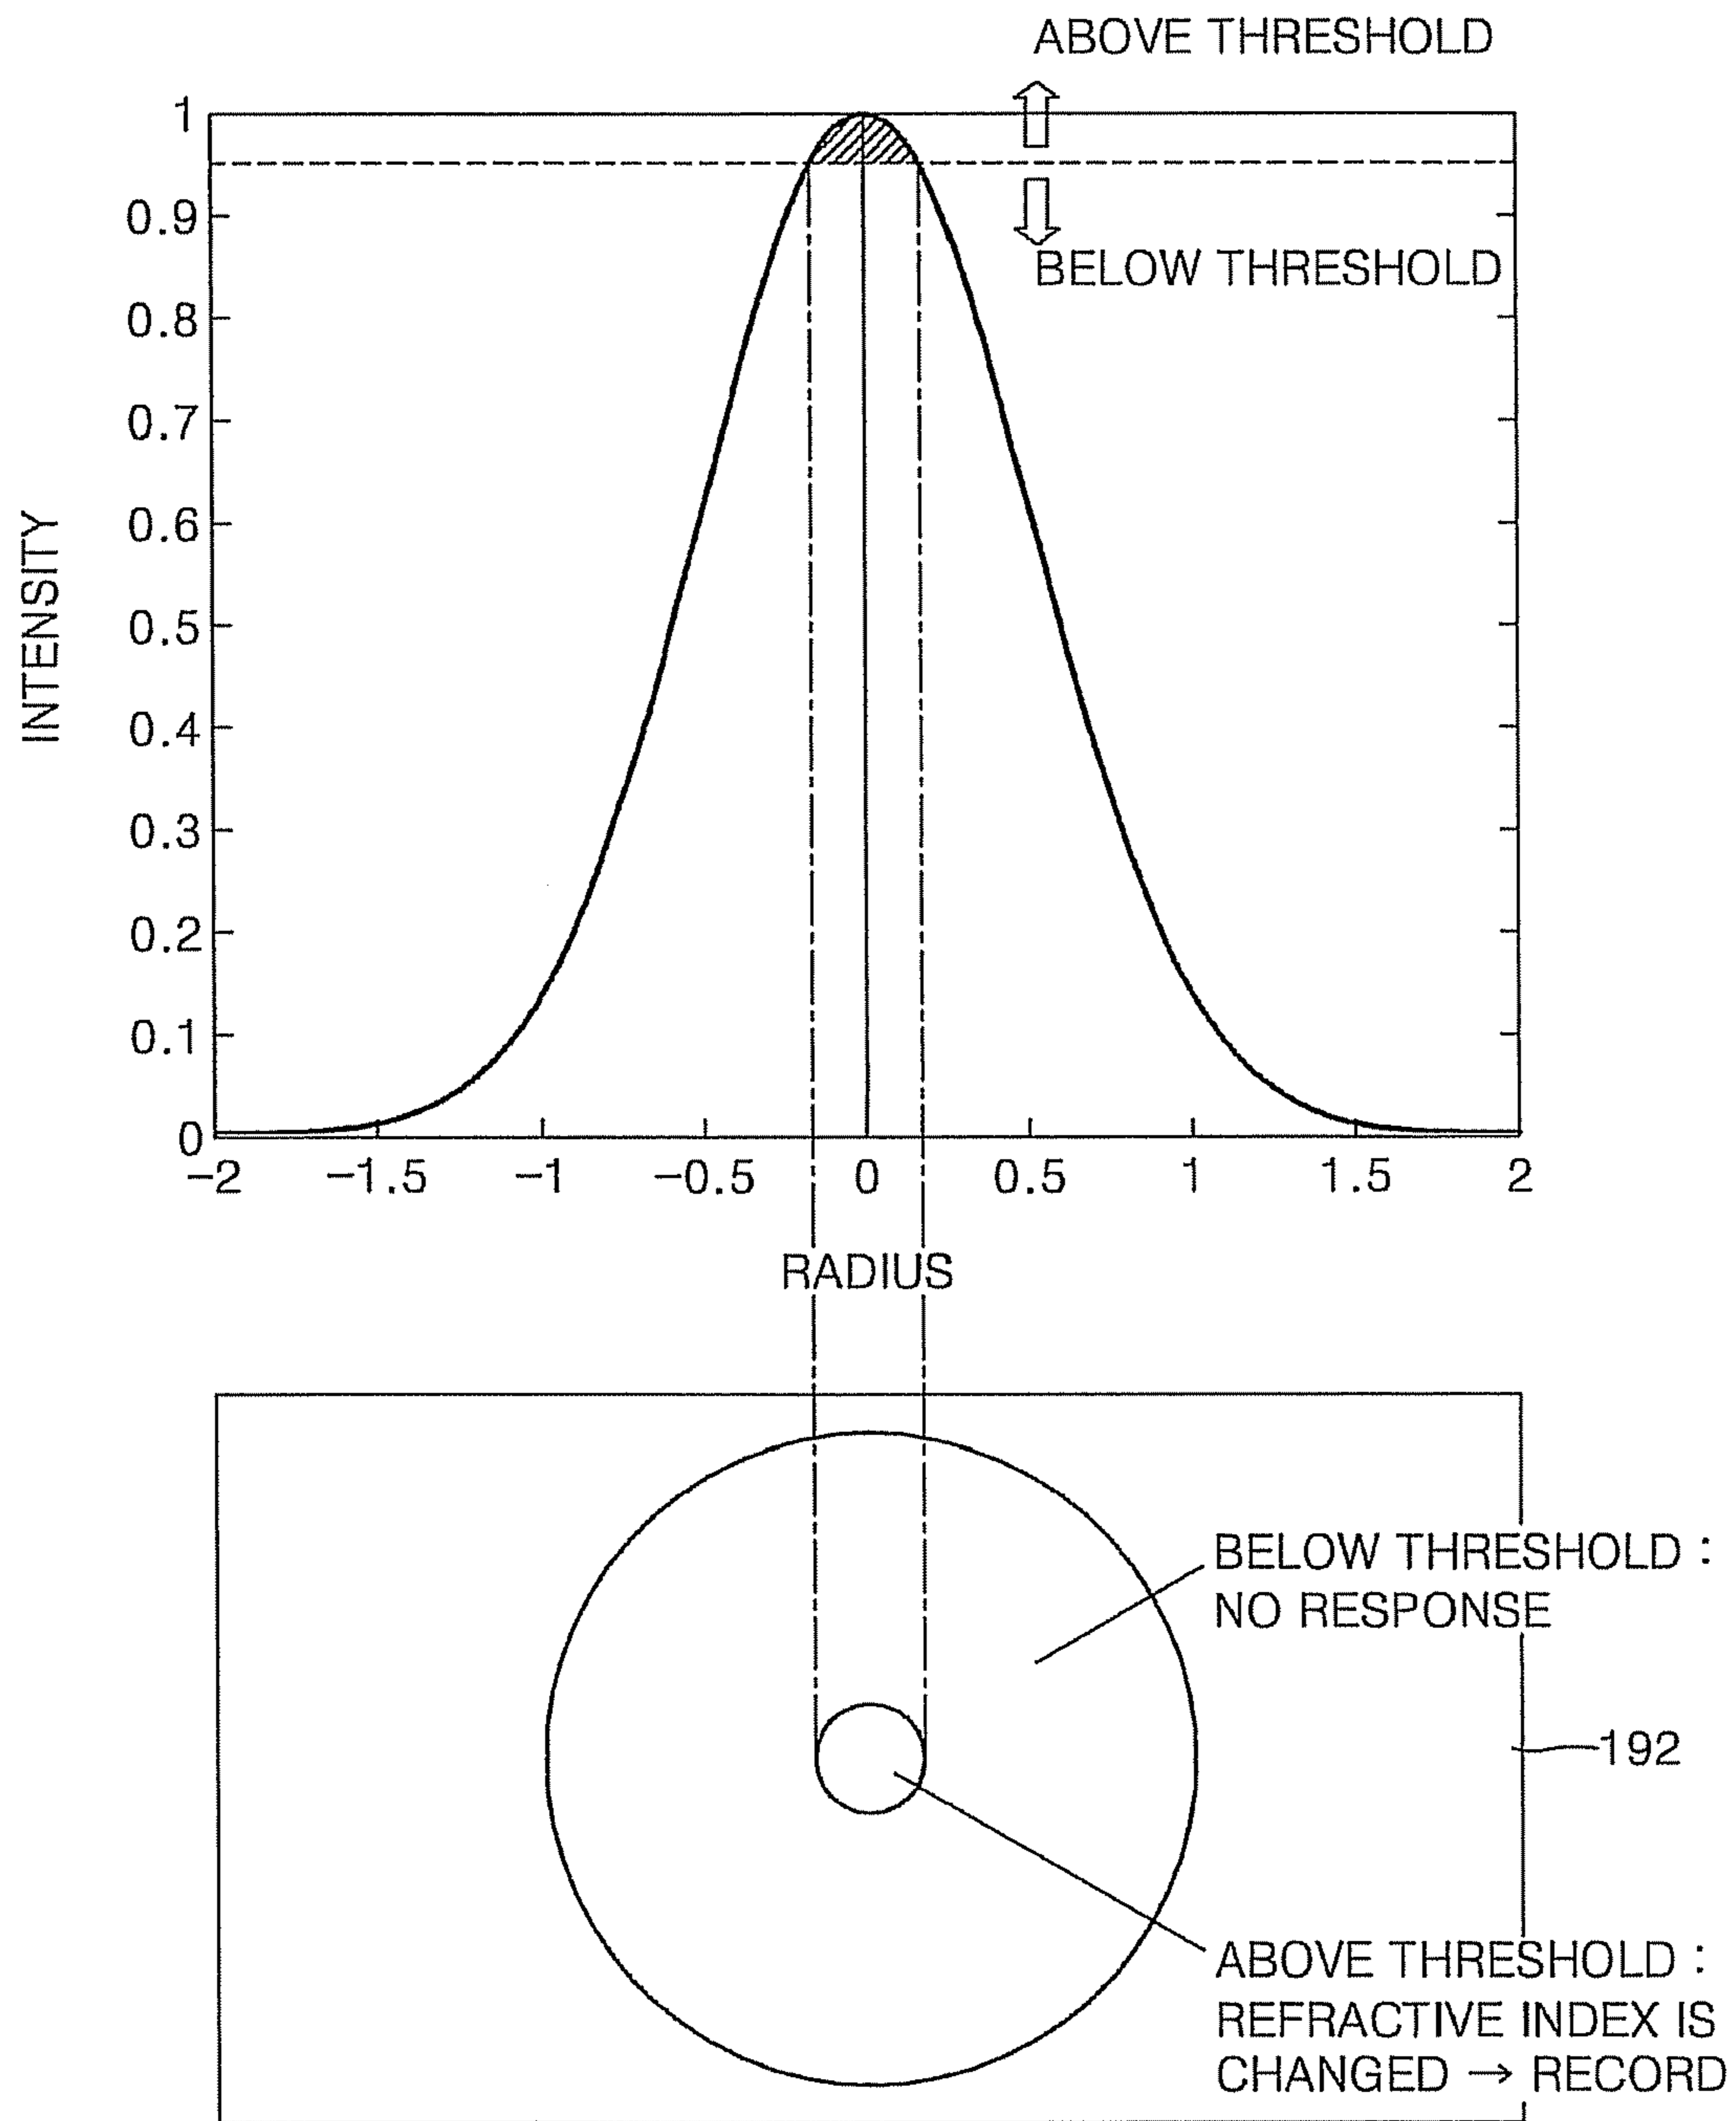 ABOVE THRESHOLD
1
BELOW THRESHOLD
0.9
0.8
0.7
0.6
0.5
0.4
0.3
0.2
0.1
0
INTENSITY
-2 -1.5 -1 -0.5 0 0.5 1 1.5 2
RADIUS
BELOW THRESHOLD :
NO RESPONSE
192
ABOVE THRESHOLD :
REFRACTIVE INDEX IS
CHANGED → RECORD